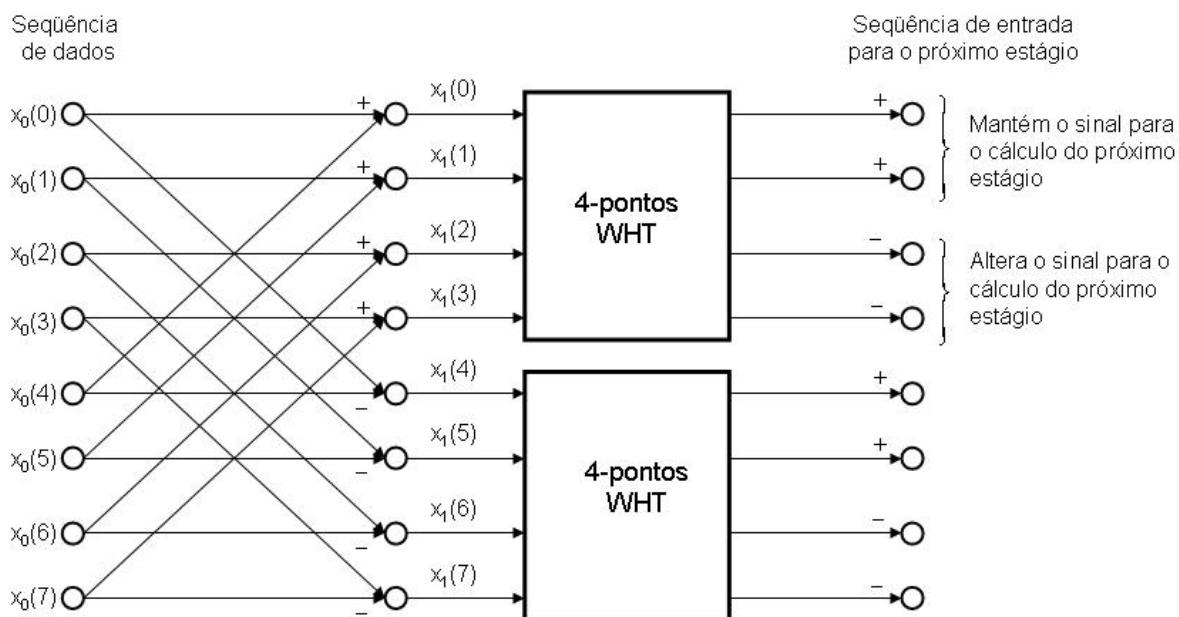 Seqüência
de dados
Seqüência de entrada
para o próximo estágio
x₀(0)
+
x₁(0)
+
x₀(1)
+
x₁(1)
+
x₀(2)
+
x₁(2)
–
x₀(3)
+
x₁(3)
–
4-pontos
WHT
Mantém o sinal para
o cálculo do próximo
estágio
Altera o sinal para o
cálculo do próximo
estágio
x₀(4)
–
x₁(4)
+
x₀(5)
–
x₁(5)
+
x₀(6)
–
x₁(6)
–
x₀(7)
–
x₁(7)
–
4-pontos
WHT